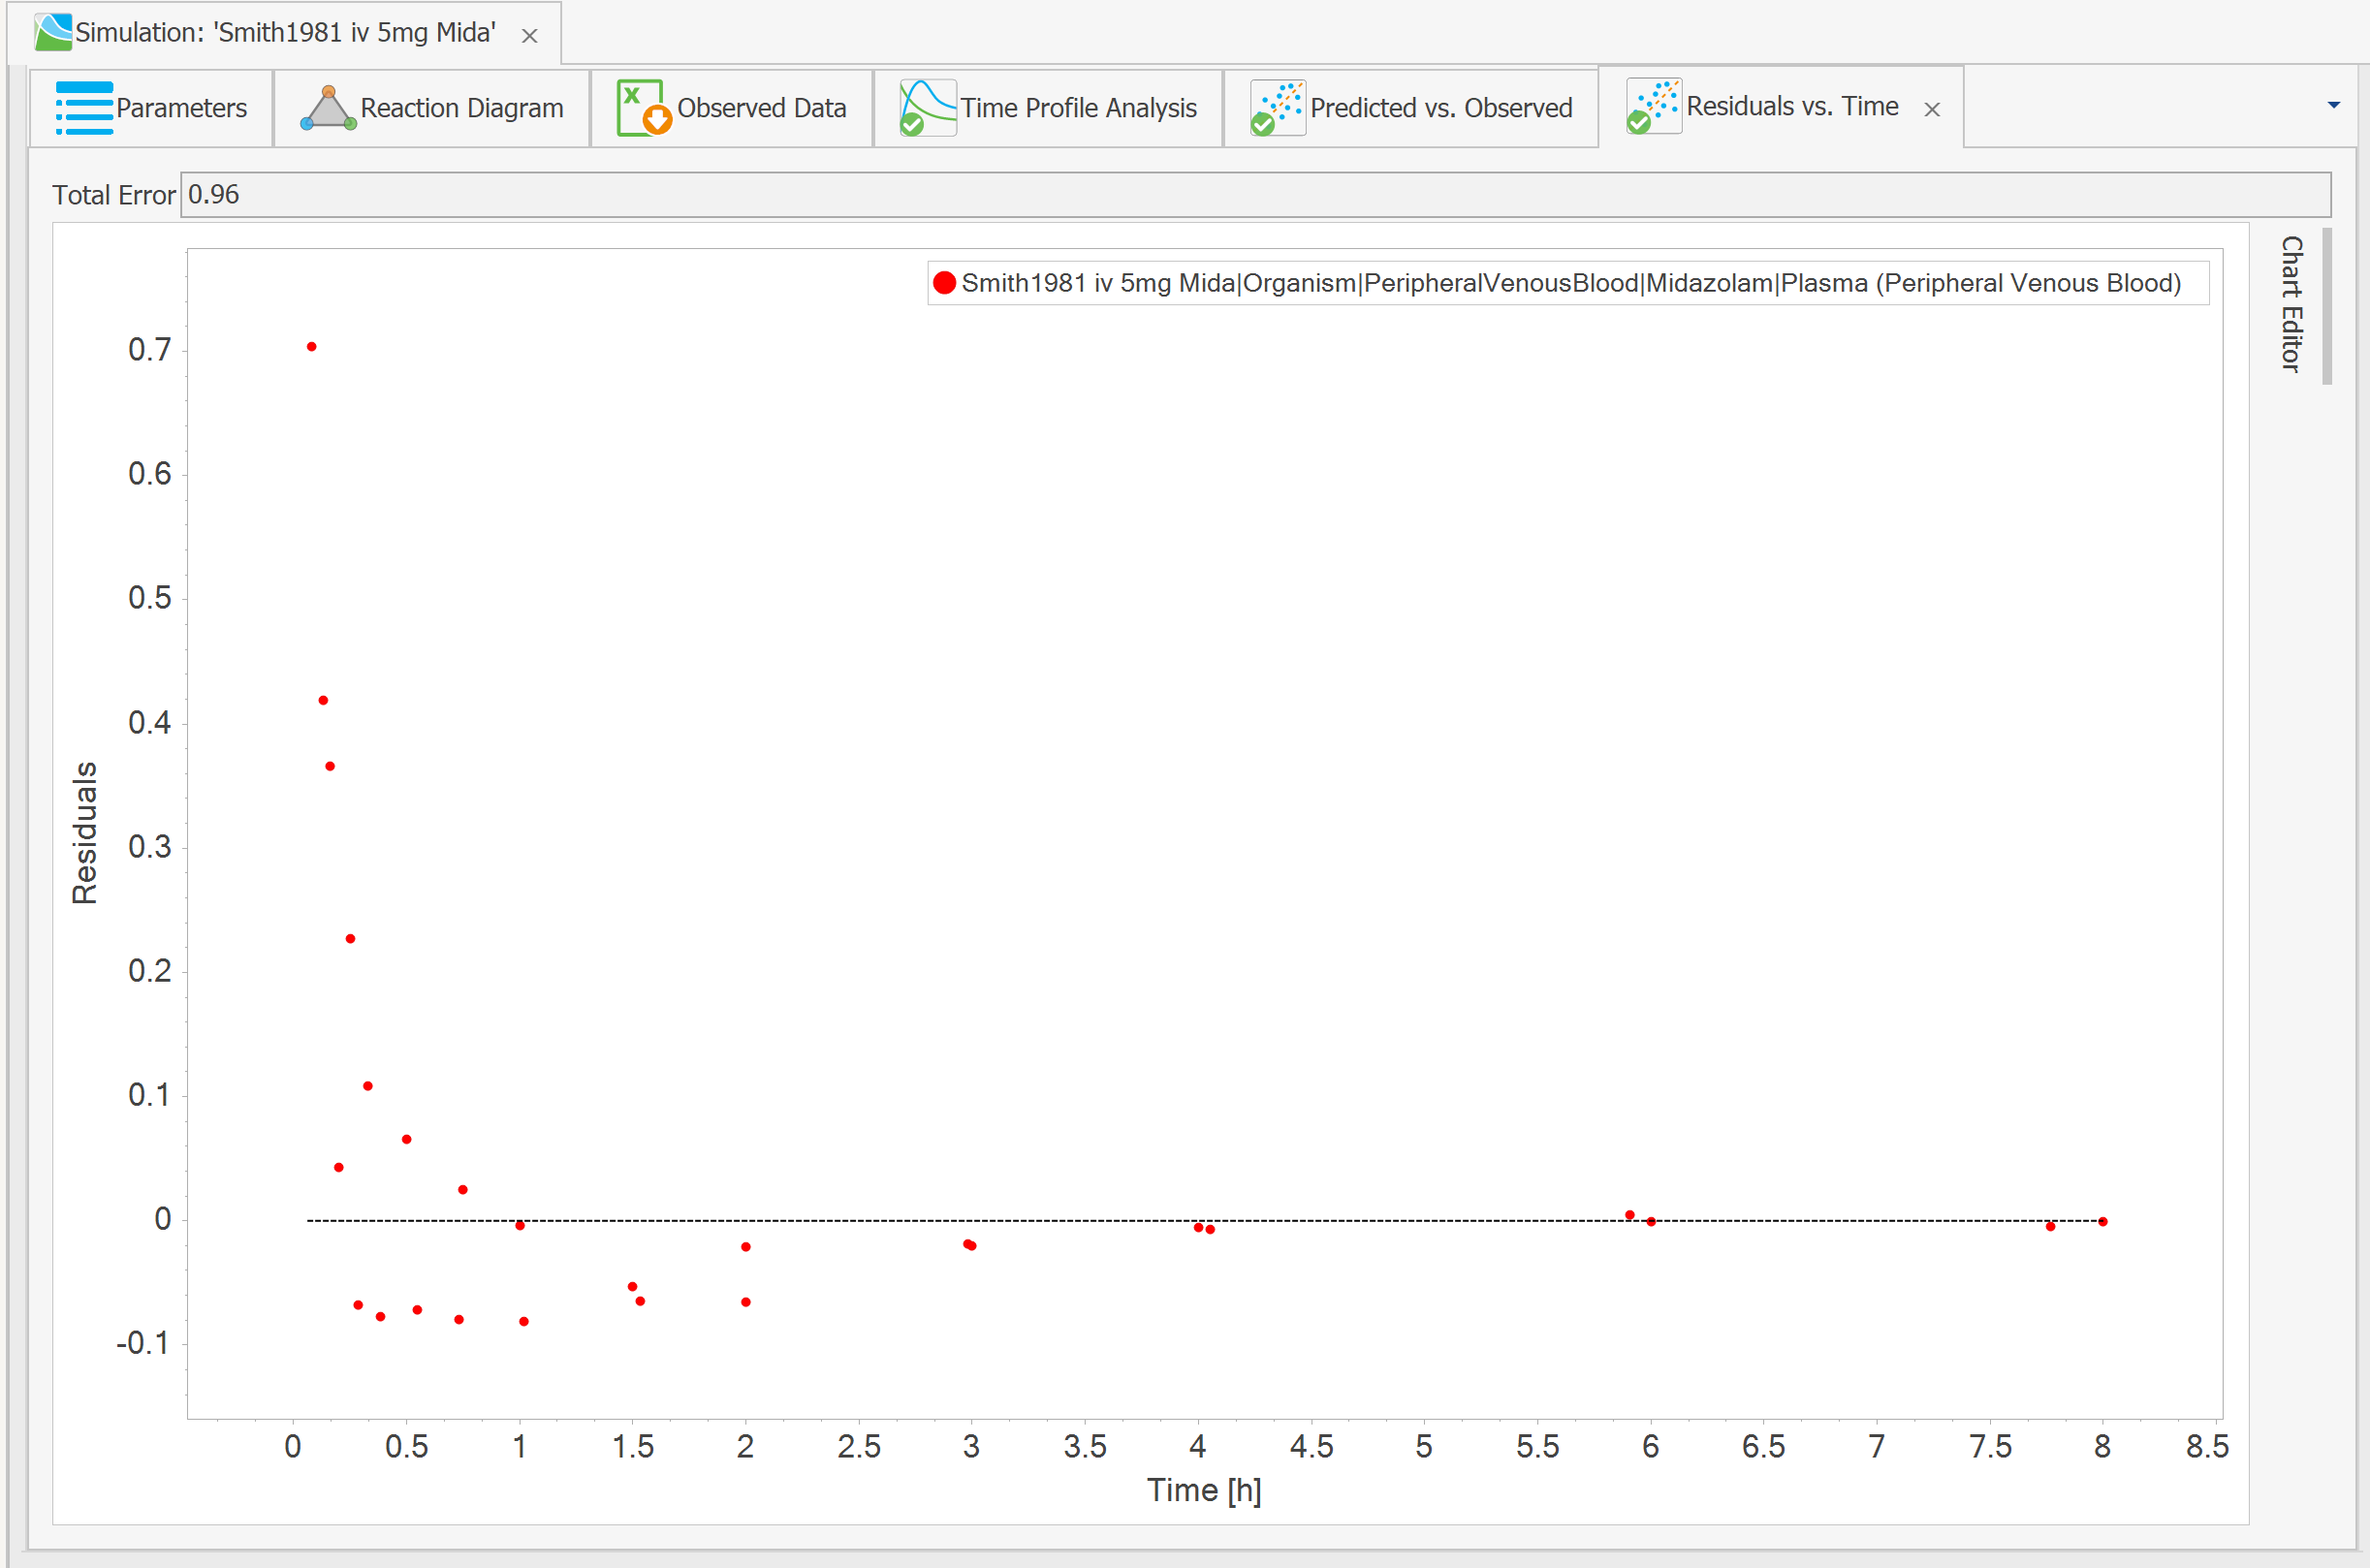 Simulation: 'Smith1981 iv 5mg Mida'
Parameters
Reaction Diagram
Observed Data
Time Profile Analysis
Predicted vs. Observed
Residuals vs. Time
Total Error 0.96
Chart Editor
Smith1981 iv 5mg Mida|Organism|PeripheralVenousBlood|Midazolam|Plasma (Peripheral Venous Blood)
Residuals
0.7
0.6
0.5
0.4
0.3
0.2
0.1
0
-0.1
0 0.5 1 1.5 2 2.5 3 3.5 4 4.5 5 5.5 6 6.5 7 7.5 8 8.5
Time [h]